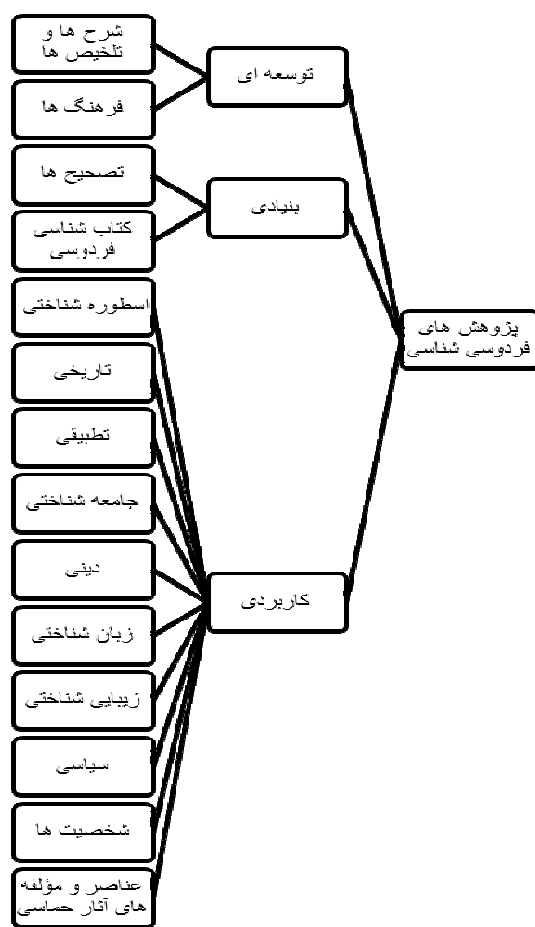 پژوهش های
فردوسی شناسی
توسعه ای
شرح ها و
تلخیص ها
فرهنگ ها
بنیادی
تصحیح ها
کتاب شناسی
فردوسی
کاربردی
اسطوره شناختی
تاریخی
تطبیقی
جامعه شناختی
دینی
زبان شناختی
زیبایی شناختی
سیاسی
شخصیت ها
عناصر و مؤلفه
های آثار حماسی